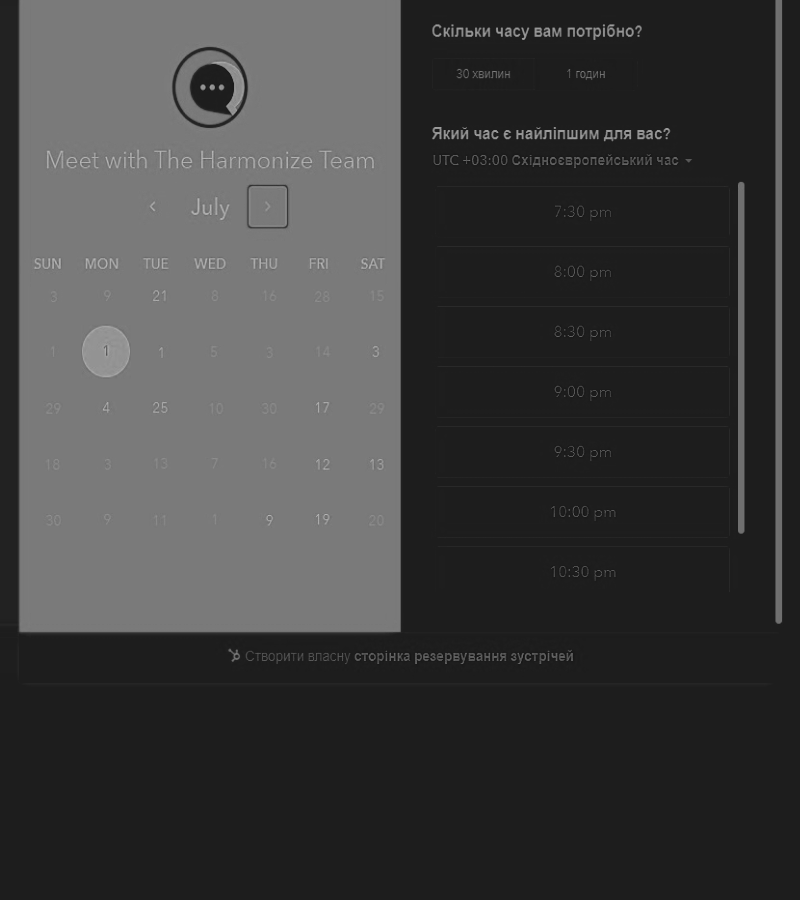 Meet with The Harmonize Team
July
SUN MON TUE WED THU FRI SAT
3 9 21 8 16 28 15
1 1 1 5 3 14 3
29 4 25 10 30 17 29
18 3 13 7 16 12 13
30 9 11 1 9 19 20
Скільки часу вам потрібно?
30 хвилин 1 годин
Який час є найліпшим для вас?
UTC +03:00 Східноєвропейський час
7:30 pm
8:00 pm
8:30 pm
9:00 pm
9:30 pm
10:00 pm
10:30 pm
Створити власну сторінка резервування зустрічей